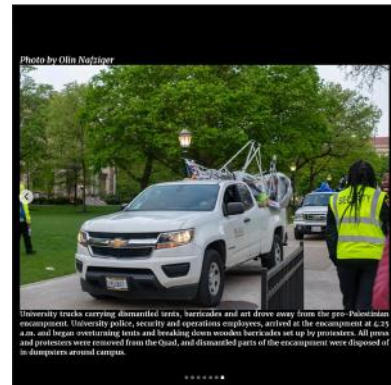 Photo by Olin Nafziger
SECURITY
University trucks carrying dismantled tents, barricades and art drove away from the pro-Palestinian
encampment. University police, security and operations employees, arrived at the encampment at 4:25
a.m. and began overturning tents and breaking down wooden barricades set up by protesters. All press
and protesters were removed from the Quad, and dismantled parts of the encampment were disposed of
in dumpsters around campus.